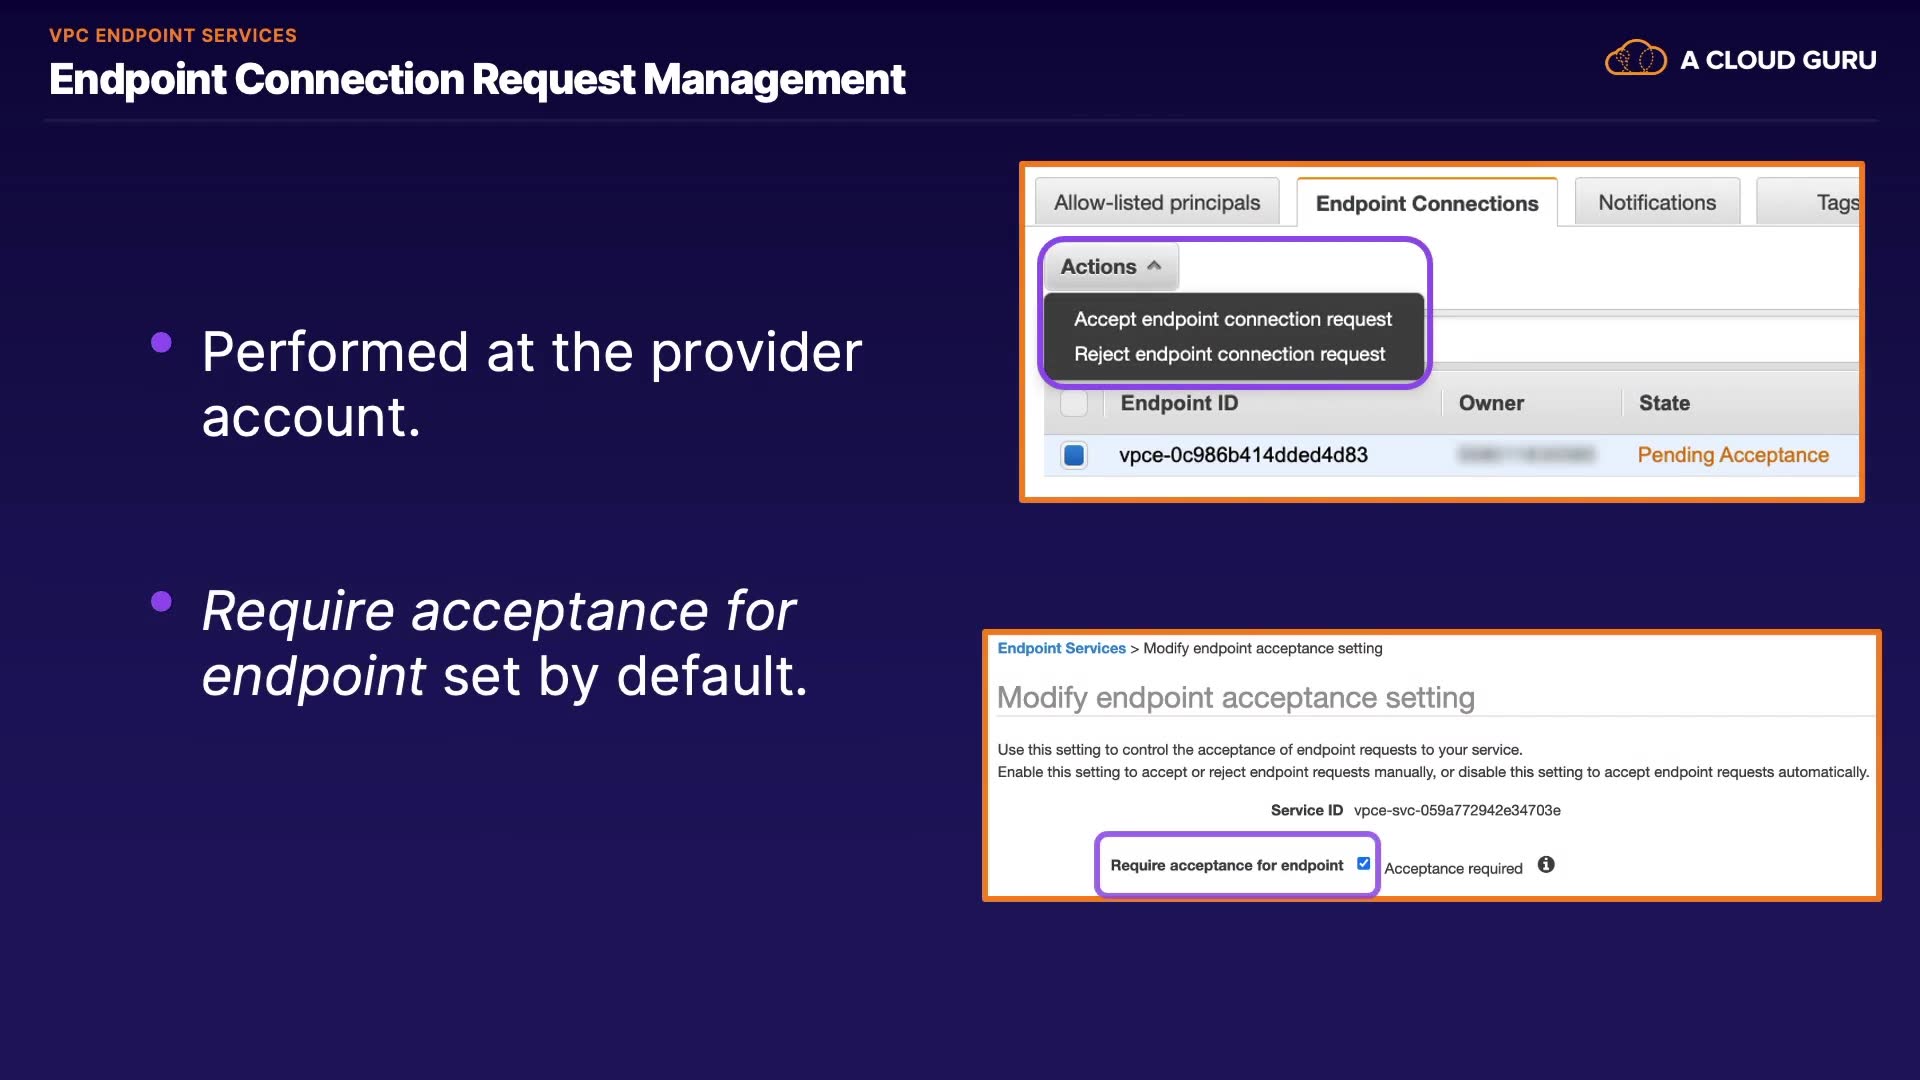 VPC ENDPOINT SERVICES
Endpoint Connection Request Management
A CLOUD GURU
Performed at the provider
account.
Require acceptance for
endpoint set by default.
Allow-listed principals
Endpoint Connections
Notifications
Tags
Actions
Accept endpoint connection request
Reject endpoint connection request
Endpoint ID
Owner
State
vpce-0c986b414dded4d83
Pending Acceptance
Endpoint Services > Modify endpoint acceptance setting
Modify endpoint acceptance setting
Use this setting to control the acceptance of endpoint requests to your service.
Enable this setting to accept or reject endpoint requests manually, or disable this setting to accept endpoint requests automatically.
Service ID vpce-svc-059a772942e34703e
Require acceptance for endpoint
Acceptance required